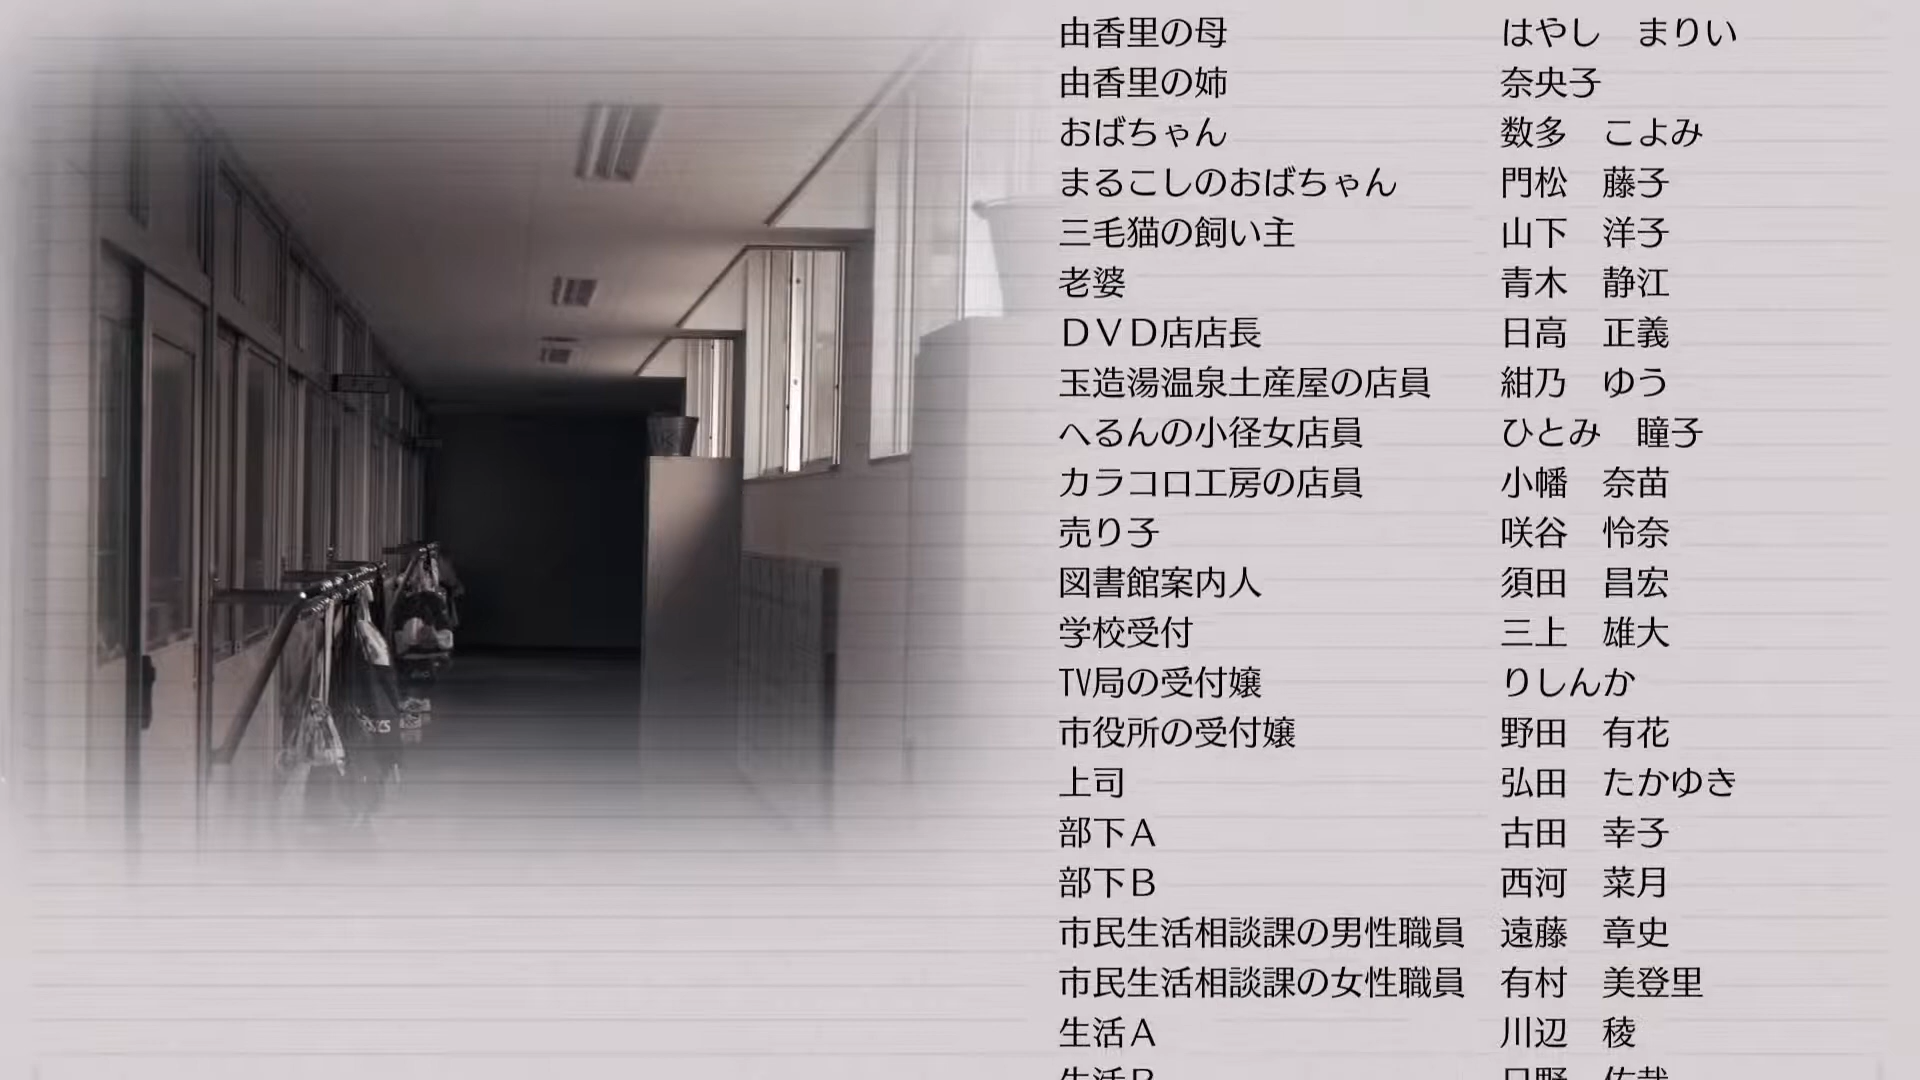 由香里の母　はやし　まりい
由香里の姉　奈央子
おばちゃん　数多　こよみ
まるこしのおばちゃん　門松　藤子
三毛猫の飼い主　山下　洋子
老婆　青木　静江
ＤＶＤ店店長　日高　正義
玉造湯温泉土産屋の店員　紺乃　ゆう
へるんの小径女店員　ひとみ　瞳子
カラコロ工房の店員　小幡　奈苗
売り子　咲谷　怜奈
図書館案内人　須田　昌宏
学校受付　三上　雄大
TV局の受付嬢　りしんか
市役所の受付嬢　野田　有花
上司　弘田　たかゆき
部下Ａ　古田　幸子
部下Ｂ　西河　菜月
市民生活相談課の男性職員　遠藤　章史
市民生活相談課の女性職員　有村　美登里
生活Ａ　川辺　稜